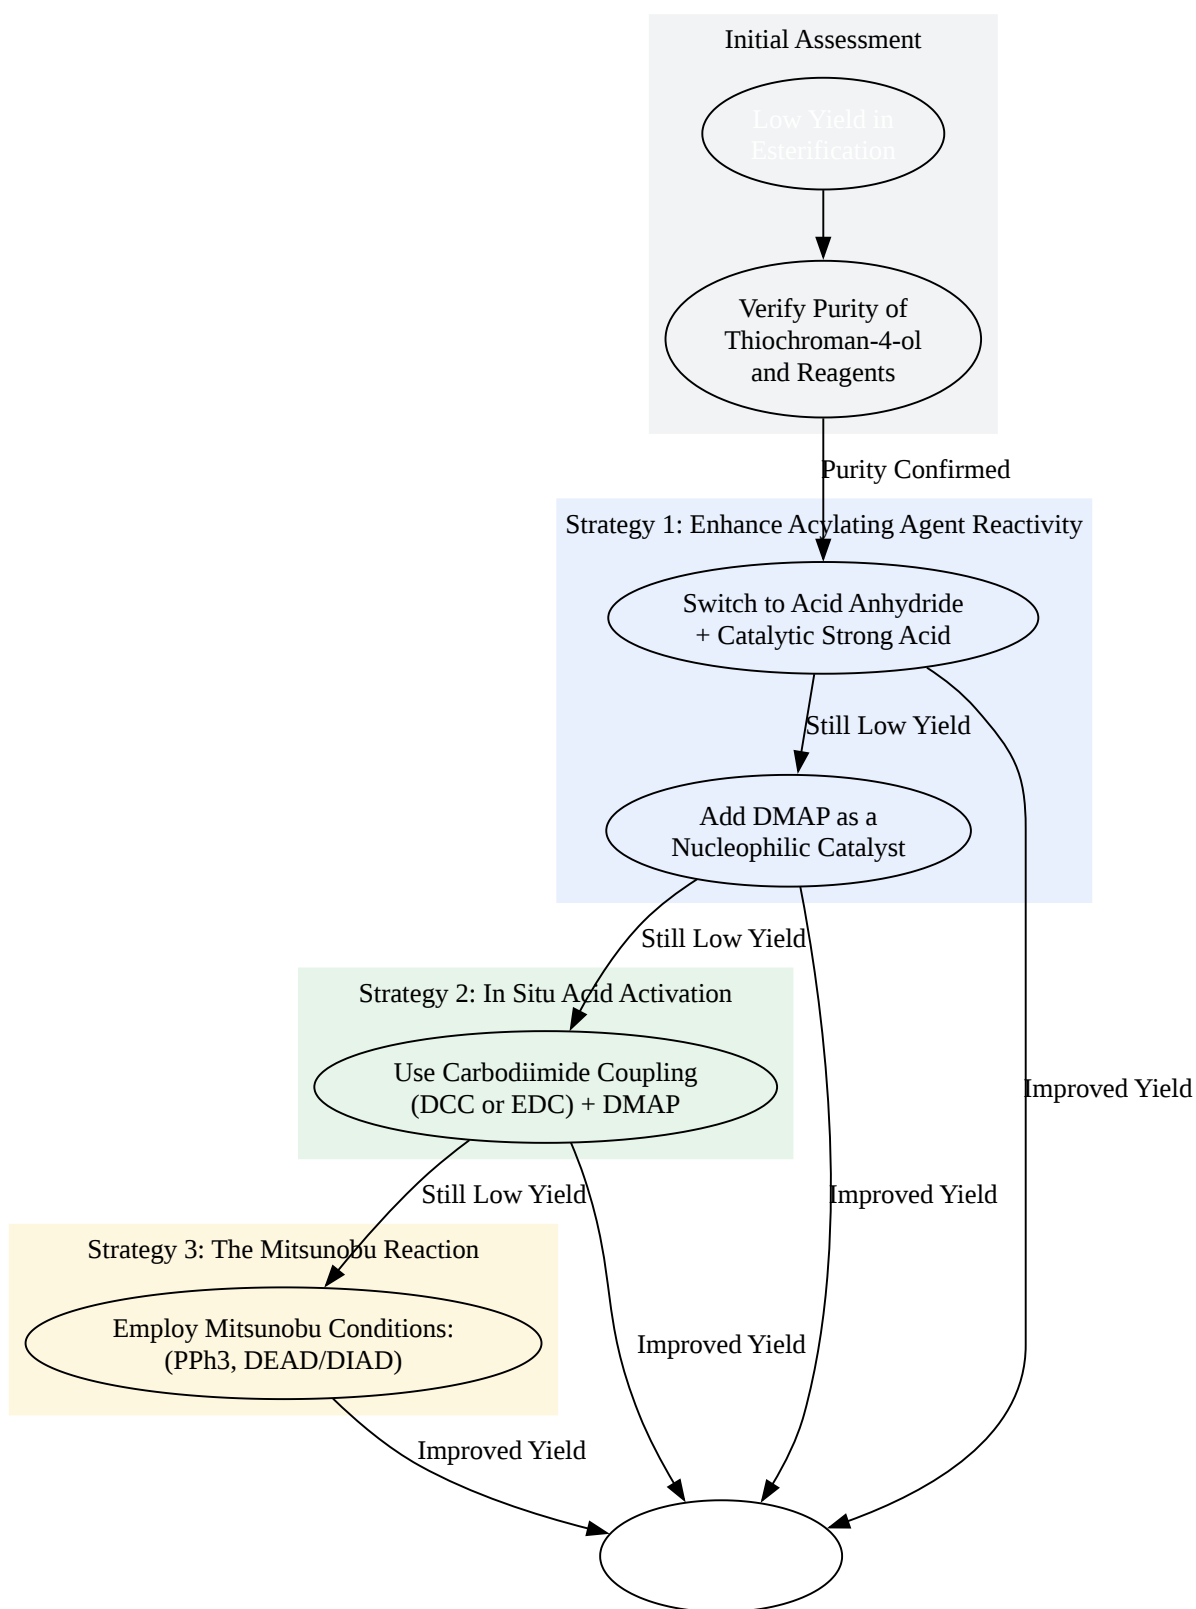 Initial Assessment
Low Yield in
Esterification
Verify Purity of
Thiochroman-4-ol
and Reagents
Purity Confirmed
Strategy 1: Enhance Acylating Agent Reactivity
Switch to Acid Anhydride
+ Catalytic Strong Acid
Still Low Yield
Add DMAP as a
Nucleophilic Catalyst
Still Low Yield
Strategy 2: In Situ Acid Activation
Use Carbodiimide Coupling
(DCC or EDC) + DMAP
Improved Yield
Still Low Yield
Improved Yield
Strategy 3: The Mitsunobu Reaction
Employ Mitsunobu Conditions:
(PPh3, DEAD/DIAD)
Improved Yield
Improved Yield